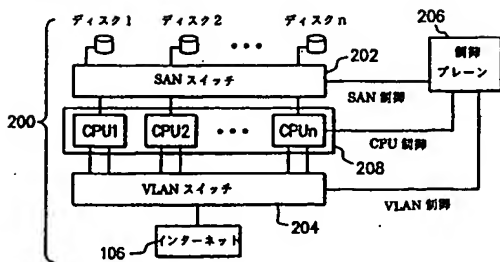 ディスク1 ディスク2 ・・・ ディスクn
206
制御
プレーン
202
SAN スイッチ
SAN 制御
200
CPU1 CPU2 ・・・ CPUn
CPU 制御
208
VLAN スイッチ
VLAN 制御
204
106
インターネット